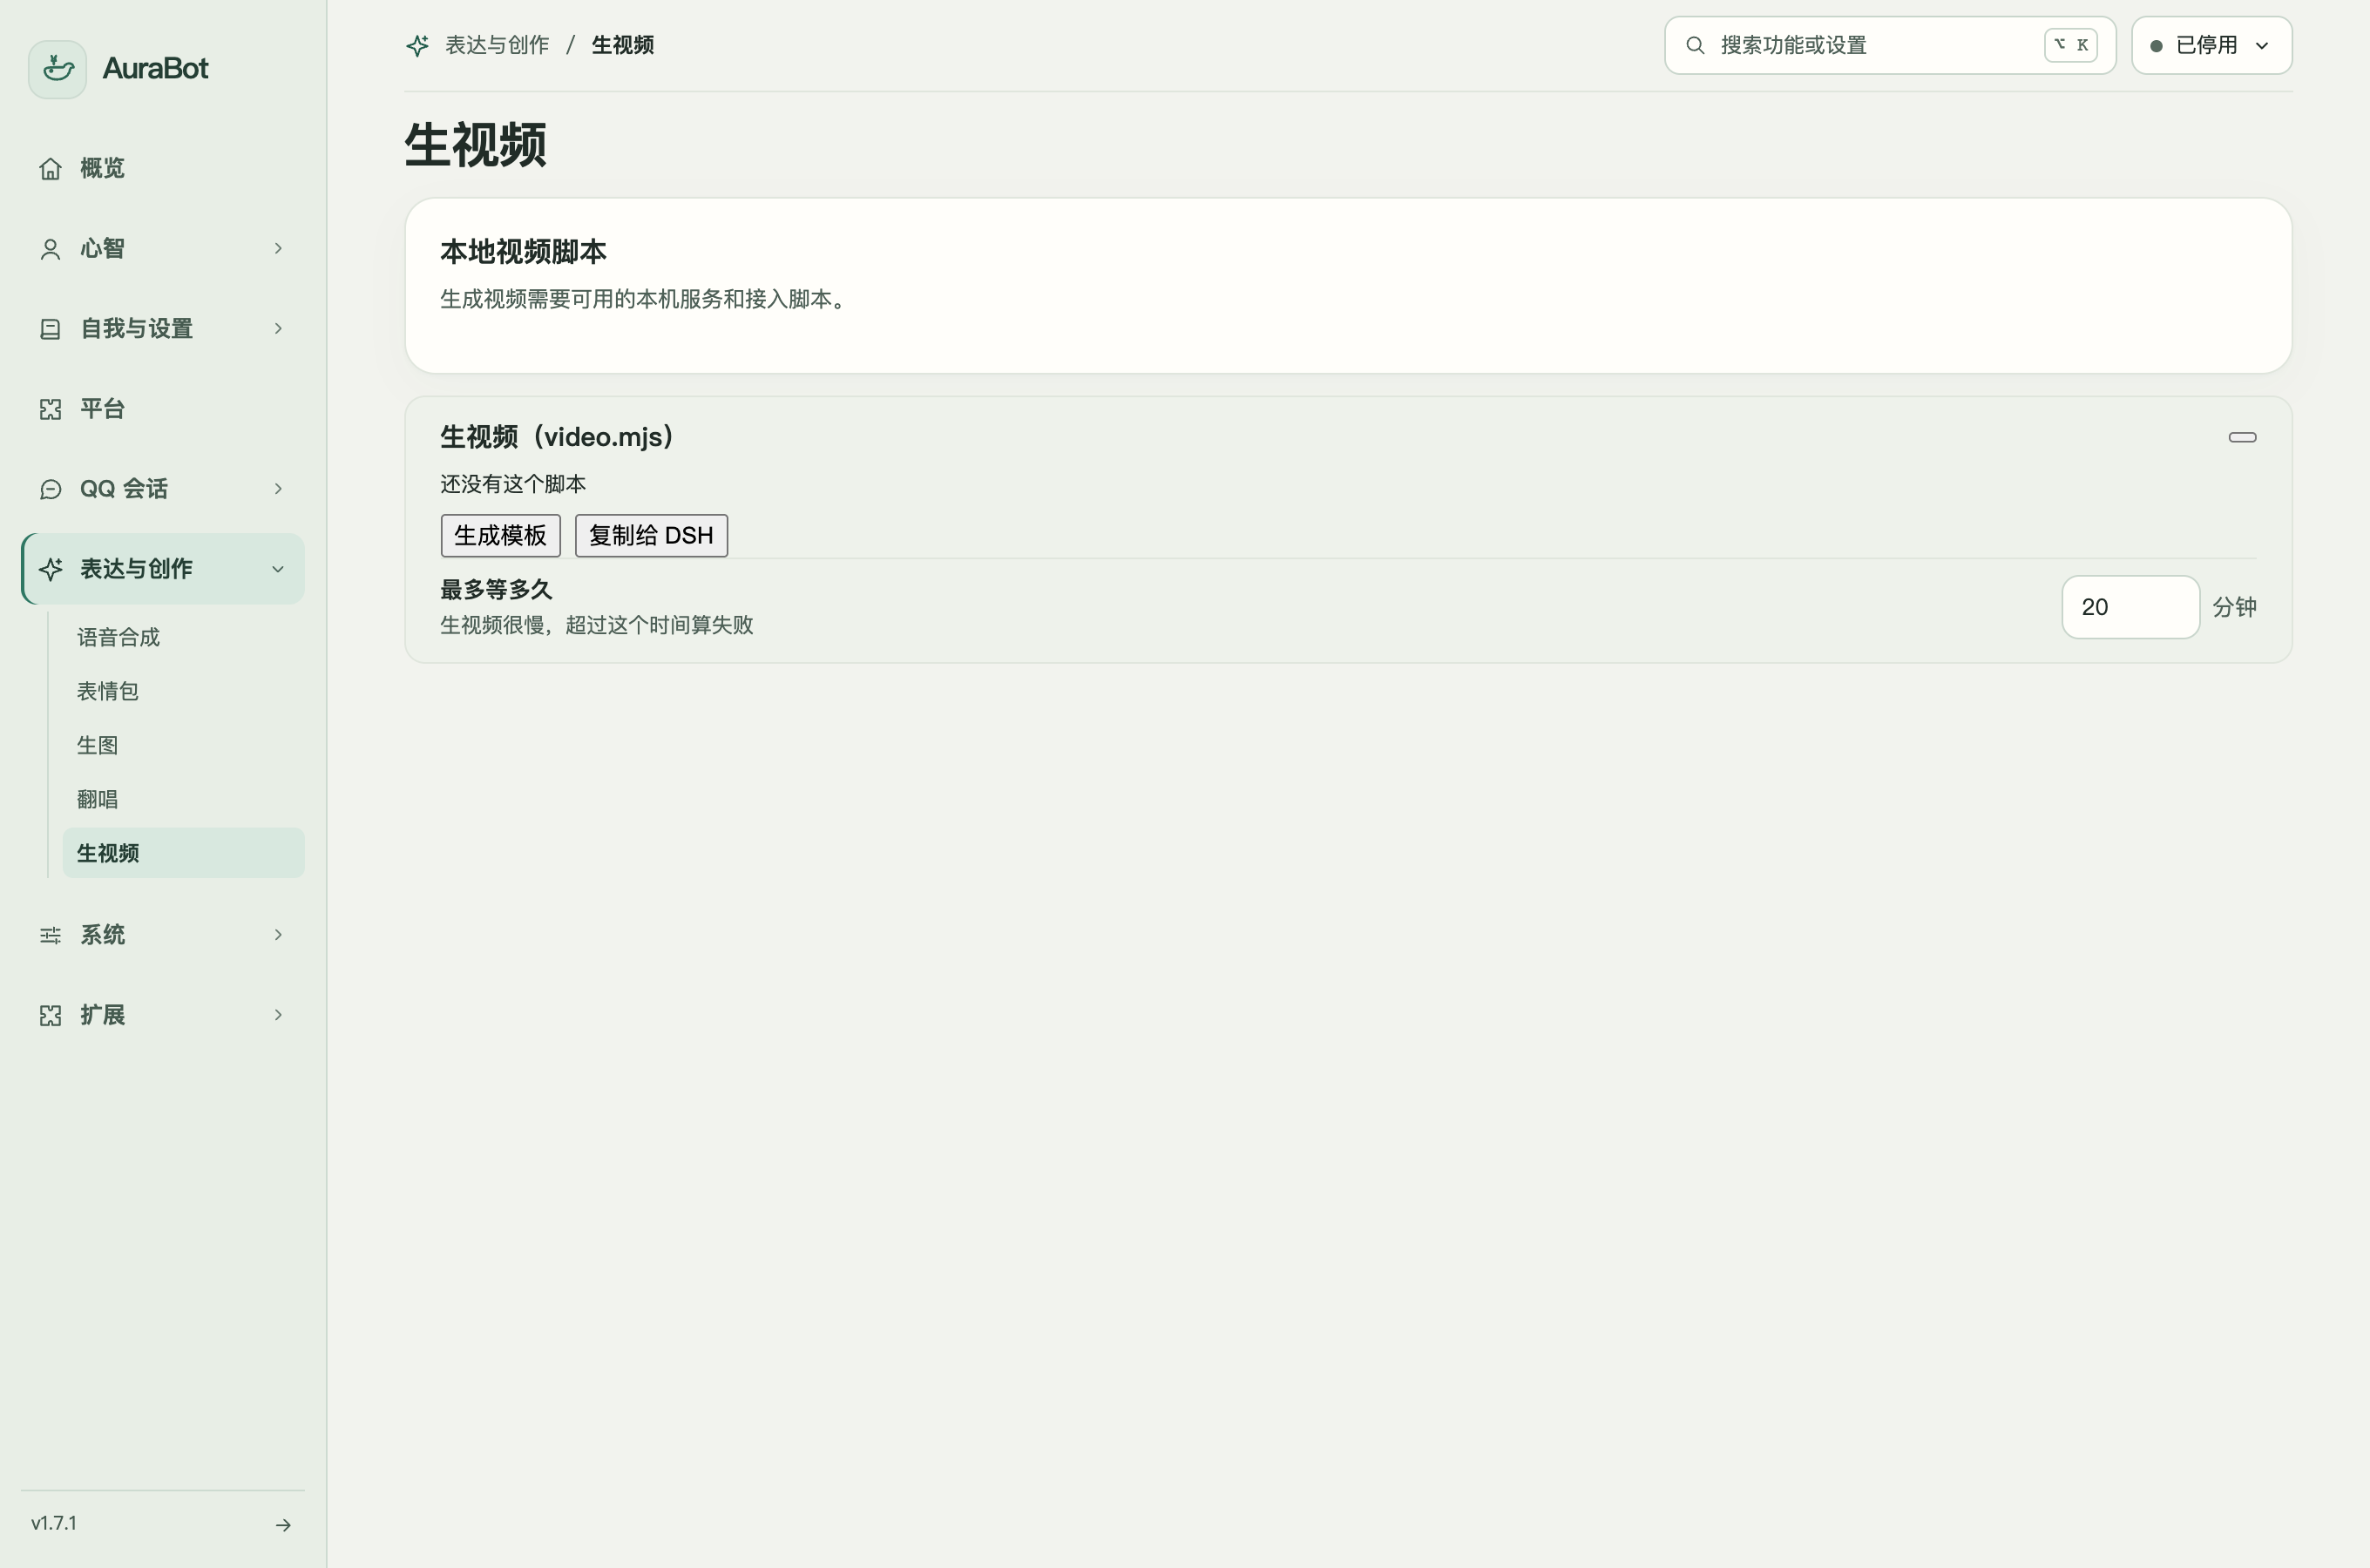 AuraBot
概览
心智
自我与设置
平台
QQ 会话
表达与创作
语音合成
表情包
生图
翻唱
生视频
系统
扩展
v1.7.1
表达与创作 / 生视频
搜索功能或设置
⌥ K
已停用
生视频
本地视频脚本
生成视频需要可用的本机服务和接入脚本。
生视频（video.mjs）
还没有这个脚本
生成模板
复制给 DSH
最多等多久
生视频很慢，超过这个时间算失败
20 分钟